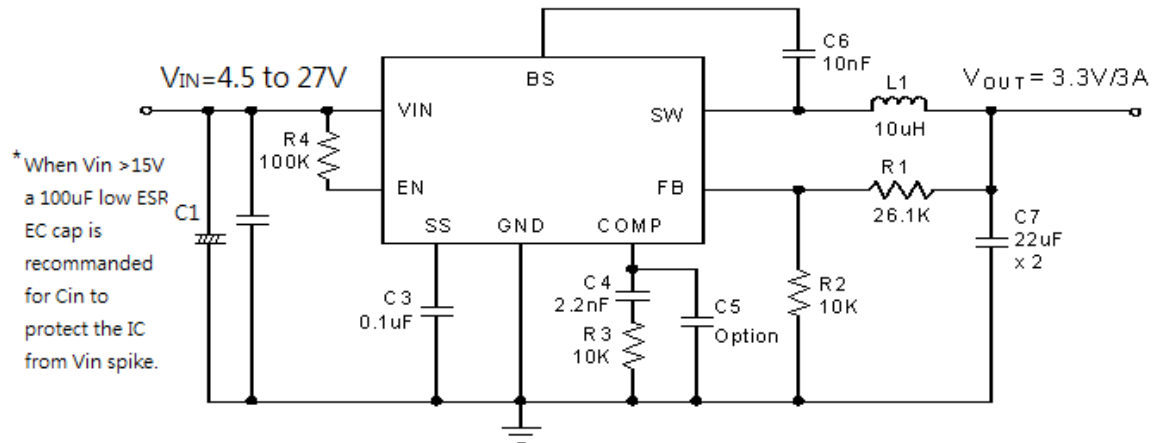 VIN=4.5 to 27V
*When Vin >15V
a 100uF low ESR
EC cap is
recommanded
for Cin to
protect the IC
from Vin spike.
C1
R4
100K
VIN
BS
SW
EN
FB
SS
GND
COMP
C6
10nF
L1
10uH
VOUT = 3.3V/3A
R1
26.1K
C7
22uF
x 2
R2
10K
C3
0.1uF
C4
2.2nF
R3
10K
C5
Option